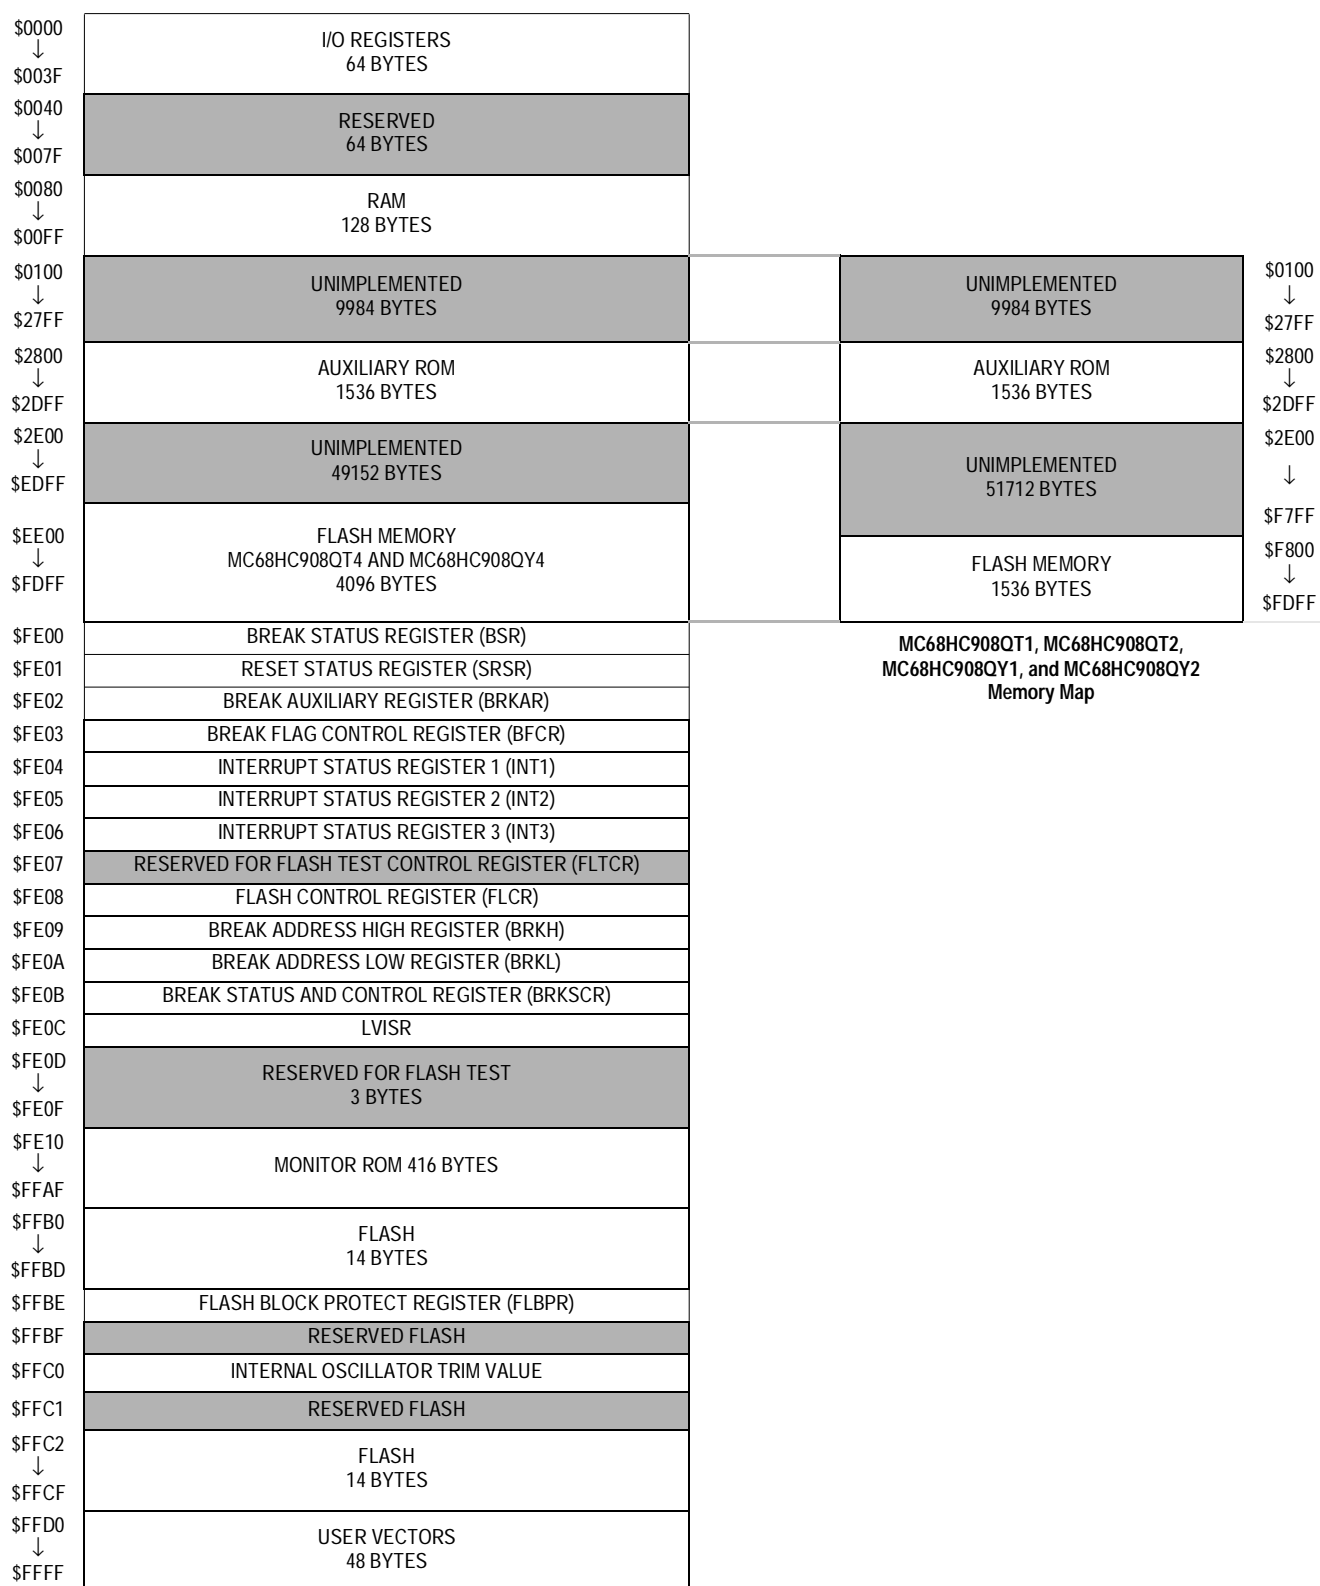 $0000
↓
$003F
I/O REGISTERS
64 BYTES
$0040
↓
$007F
RESERVED
64 BYTES
$0080
↓
$00FF
RAM
128 BYTES
$0100
↓
$27FF
UNIMPLEMENTED
9984 BYTES
UNIMPLEMENTED
9984 BYTES
$0100
↓
$27FF
$2800
↓
$2DFF
AUXILIARY ROM
1536 BYTES
AUXILIARY ROM
1536 BYTES
$2800
↓
$2DFF
$2E00
↓
$EDFF
UNIMPLEMENTED
49152 BYTES
UNIMPLEMENTED
51712 BYTES
$2E00
↓
$F7FF
$EE00
↓
$FDFF
FLASH MEMORY
MC68HC908QT4 AND MC68HC908QY4
4096 BYTES
FLASH MEMORY
1536 BYTES
$F800
↓
$FDFF
MC68HC908QT1, MC68HC908QT2,
MC68HC908QY1, and MC68HC908QY2
Memory Map
$FE00 BREAK STATUS REGISTER (BSR)
$FE01 RESET STATUS REGISTER (SRSR)
$FE02 BREAK AUXILIARY REGISTER (BRKAR)
$FE03 BREAK FLAG CONTROL REGISTER (BFCR)
$FE04 INTERRUPT STATUS REGISTER 1 (INT1)
$FE05 INTERRUPT STATUS REGISTER 2 (INT2)
$FE06 INTERRUPT STATUS REGISTER 3 (INT3)
$FE07 RESERVED FOR FLASH TEST CONTROL REGISTER (FLTCR)
$FE08 FLASH CONTROL REGISTER (FLCR)
$FE09 BREAK ADDRESS HIGH REGISTER (BRKH)
$FE0A BREAK ADDRESS LOW REGISTER (BRKL)
$FE0B BREAK STATUS AND CONTROL REGISTER (BRKSCR)
$FE0C LVISR
$FE0D
↓
$FE0F
RESERVED FOR FLASH TEST
3 BYTES
$FE10
↓
$FFAF
MONITOR ROM 416 BYTES
$FFB0
↓
$FFBD
FLASH
14 BYTES
$FFBE FLASH BLOCK PROTECT REGISTER (FLBPR)
$FFBF RESERVED FLASH
$FFC0 INTERNAL OSCILLATOR TRIM VALUE
$FFC1 RESERVED FLASH
$FFC2
↓
$FFCF
FLASH
14 BYTES
$FFD0
↓
$FFFF
USER VECTORS
48 BYTES